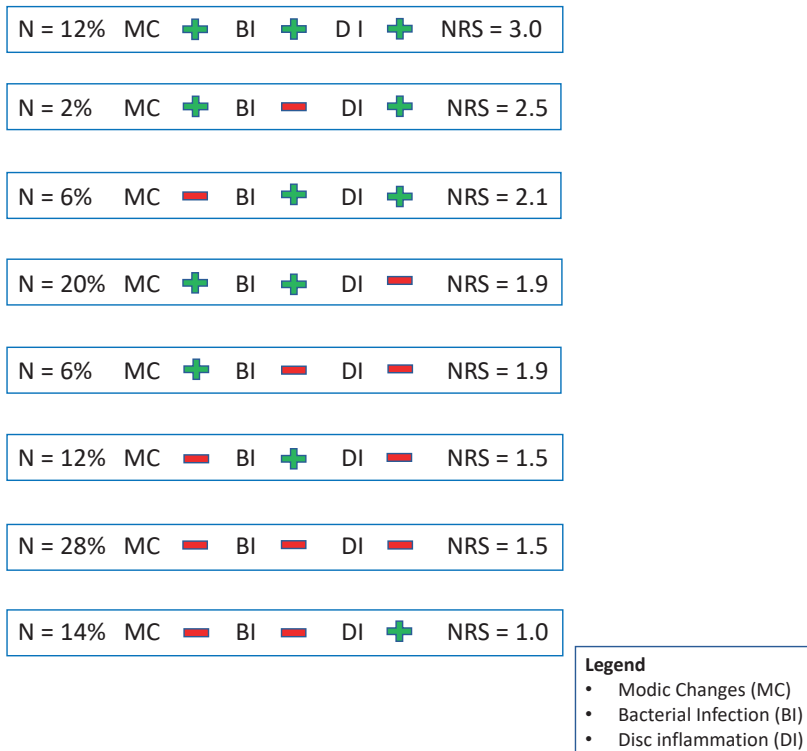 N = 12% MC + BI + D I + NRS = 3.0
N = 2% MC + BI - DI + NRS = 2.5
N = 6% MC - BI + DI + NRS = 2.1
N = 20% MC + BI + DI - NRS = 1.9
N = 6% MC + BI - DI - NRS = 1.9
N = 12% MC - BI + DI - NRS = 1.5
N = 28% MC - BI - DI - NRS = 1.5
N = 14% MC - BI - DI + NRS = 1.0
Legend
• Modic Changes (MC)
• Bacterial Infection (BI)
• Disc inflammation (DI)